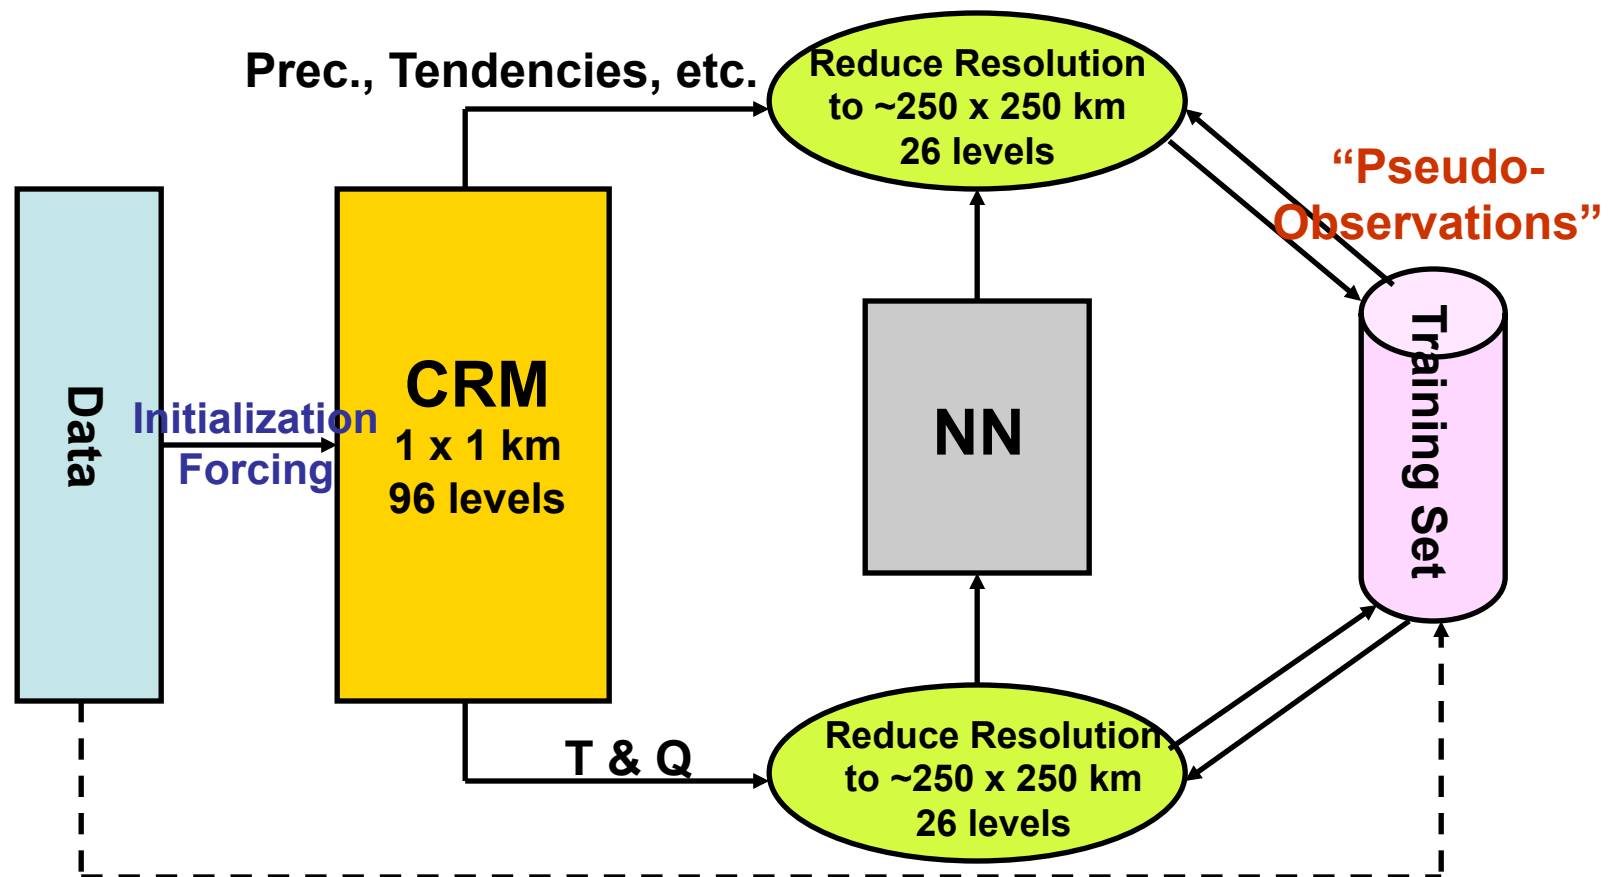 Prec., Tendencies, etc.
Reduce Resolution
to ~250 x 250 km
26 levels
“Pseudo-
Observations”
Data
Initialization
Forcing
CRM
1 x 1 km
96 levels
NN
Training Set
T & Q
Reduce Resolution
to ~250 x 250 km
26 levels